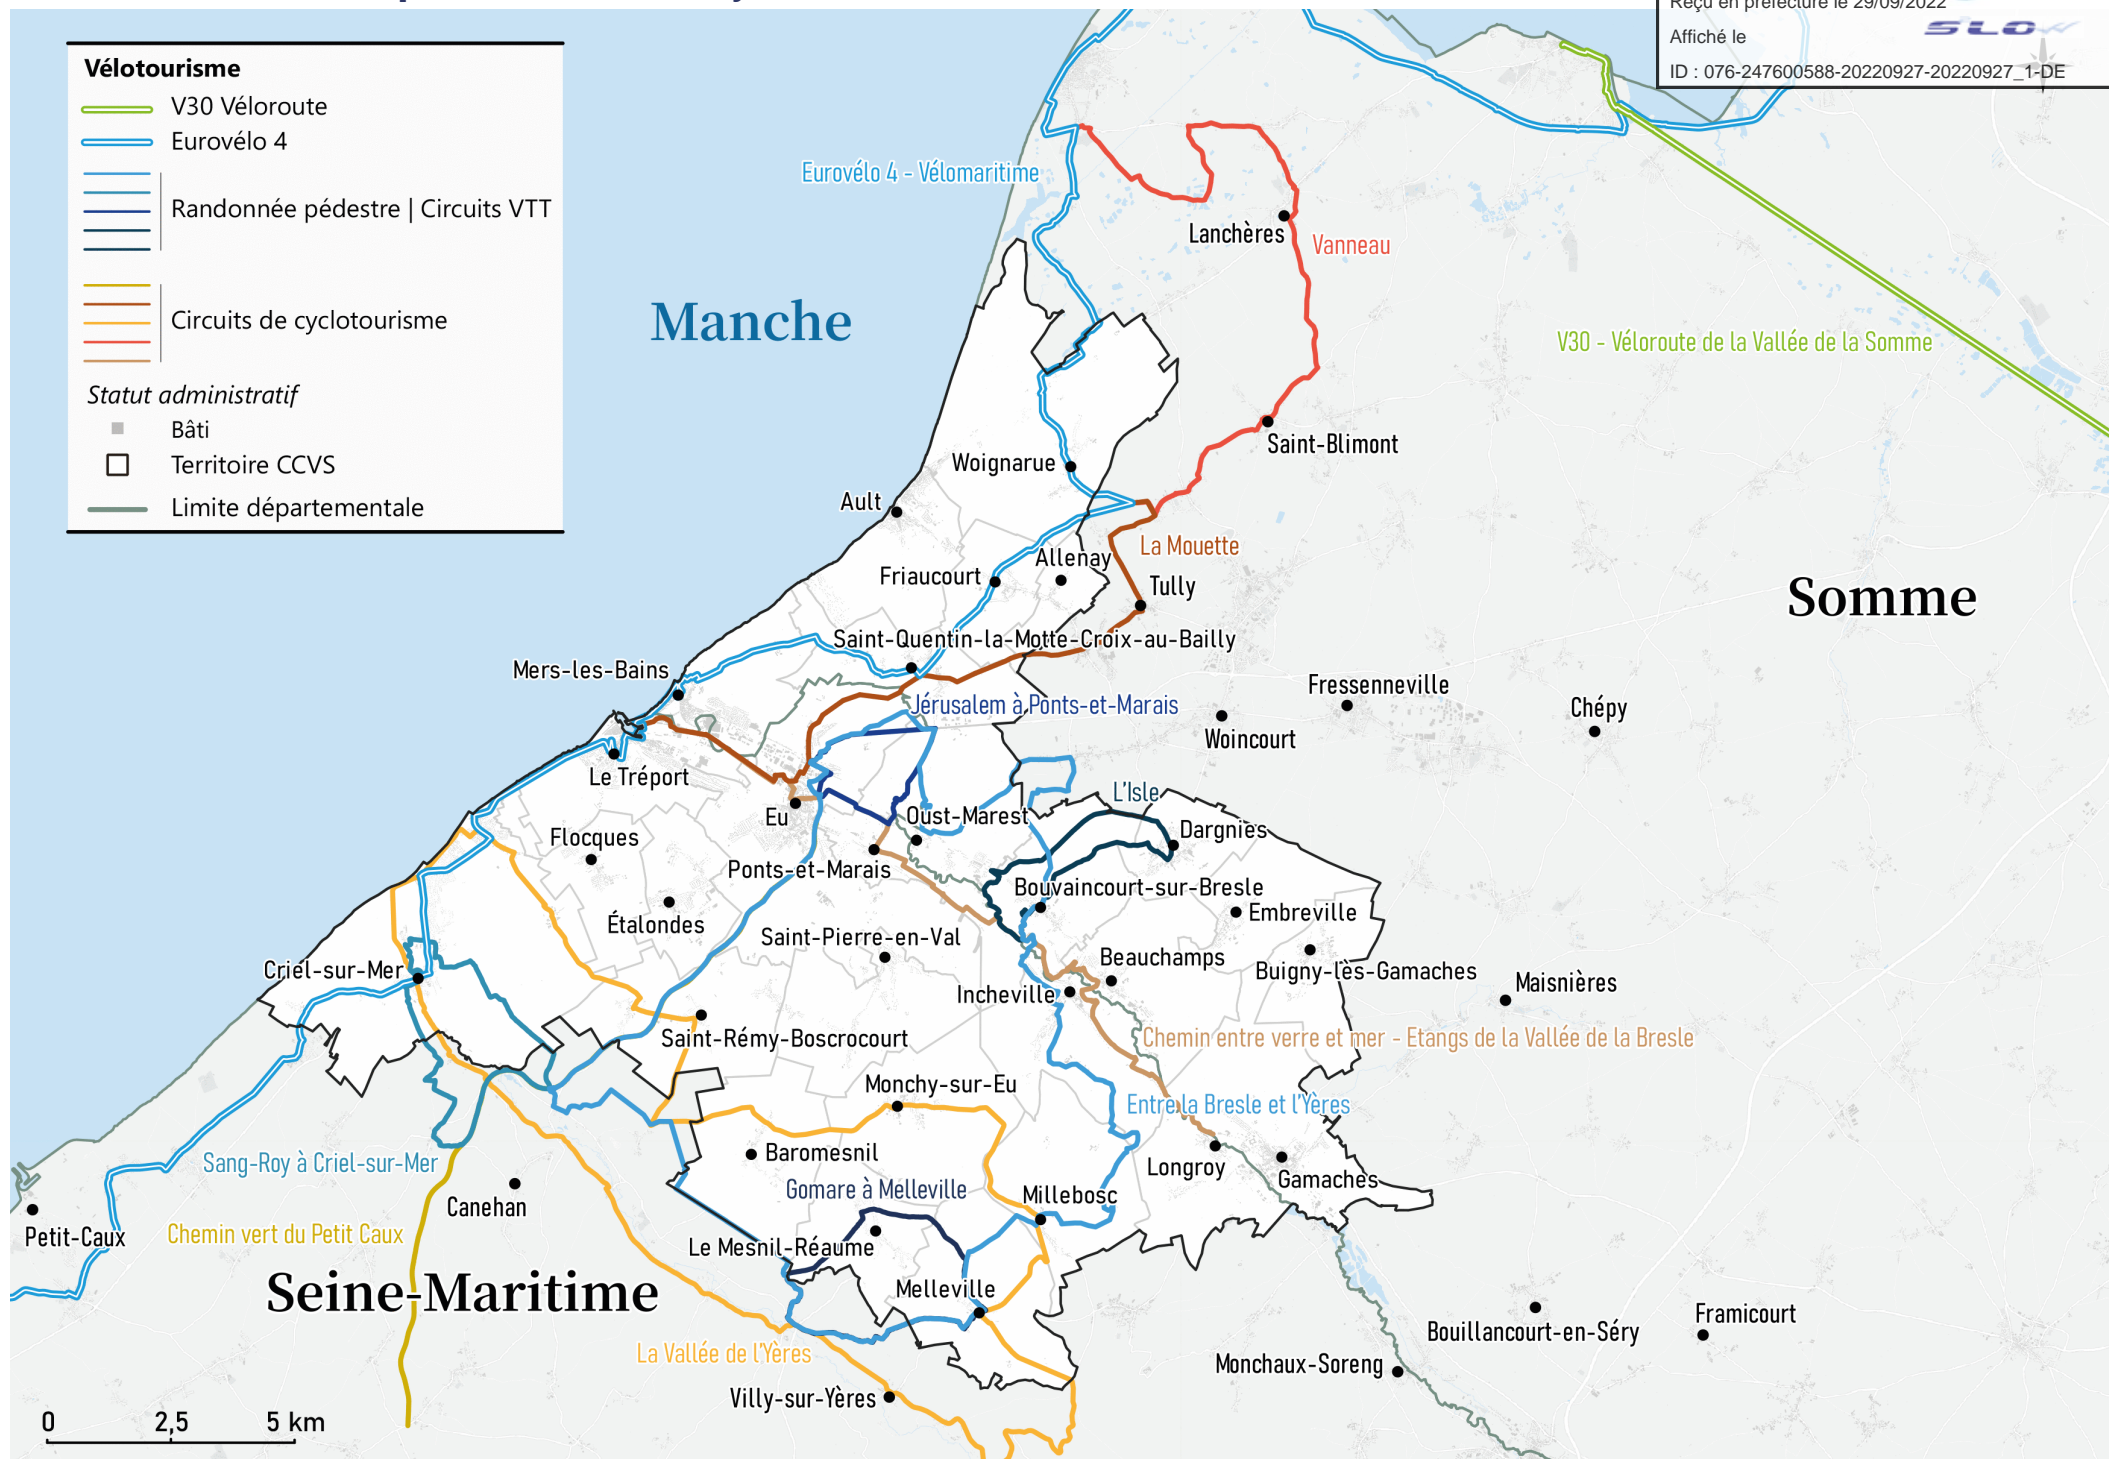 Reçu en préfecture le 29/09/2022
Affiché le
SLOW
ID : 076-247600588-20220927-20220927_1-DE
Vélotourisme
V30 Véloroute
Eurovélo 4
Randonnée pédestre | Circuits VTT
Circuits de cyclotourisme
Statut administratif
Bâti
Territoire CCVS
Limite départementale
Eurovélo 4 - Vélomaritime
Lanchères
Vanneau
Manche
V30 - Véloroute de la Vallée de la Somme
Saint-Blimont
Woignarue
Ault
La Mouette
Allenay
Friaucourt
Tully
Somme
Saint-Quentin-la-Motte-Croix-au-Bailly
Mers-les-Bains
Fressenneville
Jérusalem à Ponts-et-Marais
Chépy
Woincourt
Le Tréport
L'Isle
Eu
Oust-Marest
Flocques
Dargnies
Ponts-et-Marais
Bouvaincourt-sur-Bresle
Embreville
Étalondes
Saint-Pierre-en-Val
Beauchamps
Criel-sur-Mer
Buigny-lès-Gamaches
Maisnières
Incheville
Saint-Rémy-Boscrocourt
Chemin entre verre et mer - Etangs de la Vallée de la Bresle
Monchy-sur-Eu
Entre la Bresle et l'Yères
Baromesnil
Sang-Roy à Criel-sur-Mer
Longroy
Gamaches
Gomare à Melleville
Millebosc
Canehan
Petit-Caux
Chemin vert du Petit Caux
Le Mesnil-Réaume
Seine-Maritime
Melleville
Framicourt
Bouillancourt-en-Séry
La Vallée de l'Yères
Monchaux-Soreng
Villy-sur-Yères
0 2,5 5 km